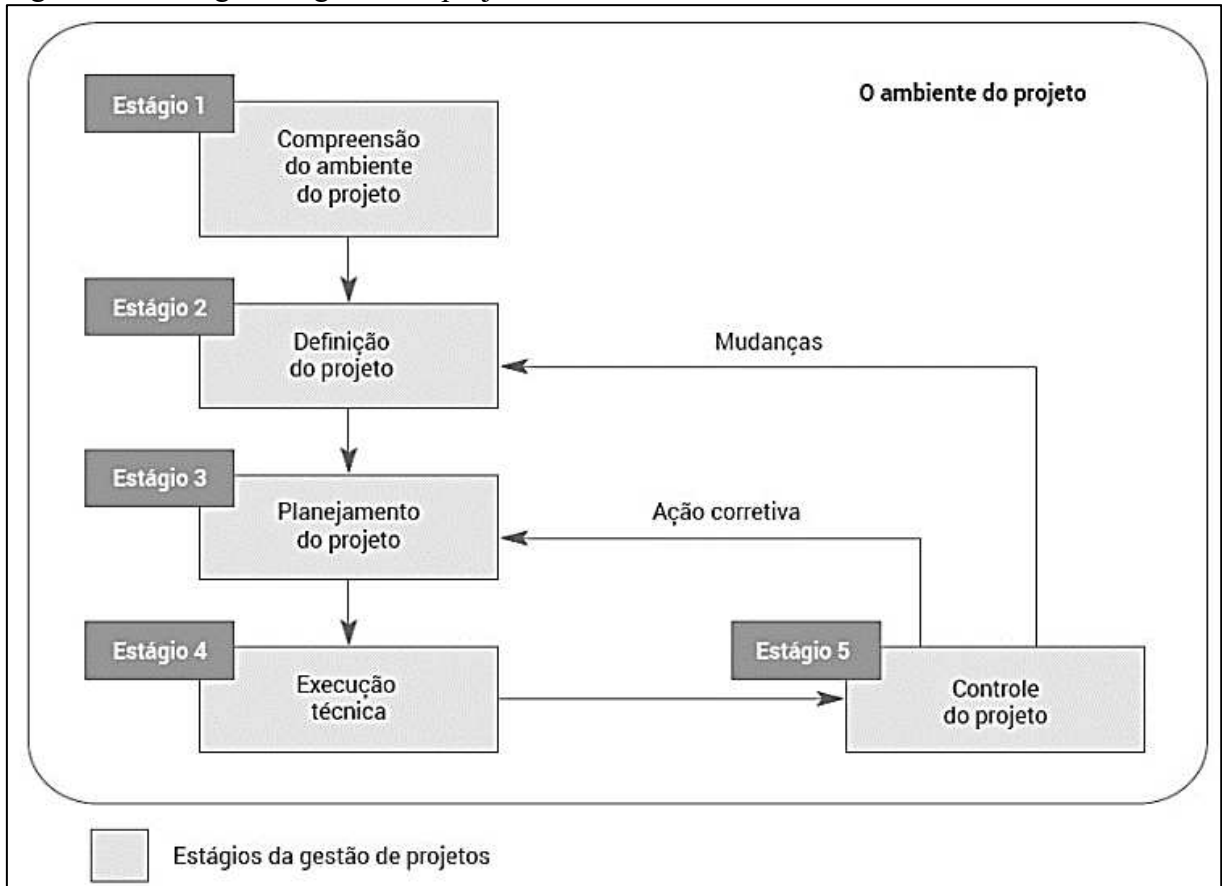 O ambiente do projeto
Estágio 1
Compreensão
do ambiente
do projeto
Estágio 2
Definição
do projeto
Mudanças
Estágio 3
Planejamento
do projeto
Ação corretiva
Estágio 4
Execução
técnica
Estágio 5
Controle
do projeto
Estágios da gestão de projetos